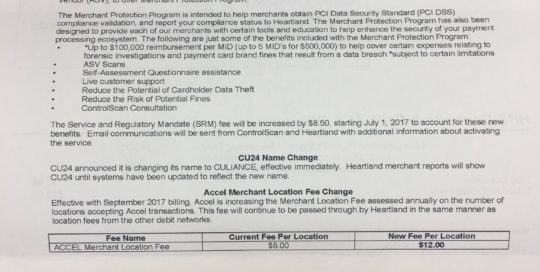 The Merchant Protection Program is intended to help merchants obtain PCI Data Security Standard (PCI DSS)
compliance validation, and report your compliance status to Heartland. The Merchant Protection Program has also been
designed to provide each of our merchants with certain tools and education to help enhance the security of your payment
processing ecosystem. The following are just some of the benefits included with the Merchant Protection Program:
• *Up to $100,000 reimbursement per MID (up to 5 MID's for $500,000) to help cover certain expenses relating to
forensic investigations and payment card brand fines that result from a data breach *subject to certain limitations
• ASV Scans
• Self-Assessment Questionnaire assistance
• Live customer support
• Reduce the Potential of Cardholder Data Theft
• Reduce the Risk of Potential Fines
• ControlScan Consultation
The Service and Regulatory Mandate (SRM) fee will be increased by $8.50, starting July 1, 2017 to account for these new
benefits. Email communications will be sent from ControlScan and Heartland with additional information about activating
the service.
CU24 Name Change
CU24 announced it is changing its name to CULIANCE, effective immediately. Heartland merchant reports will show
CU24 until systems have been updated to reflect the new name.
Accel Merchant Location Fee Change
Effective with September 2017 billing, Accel is increasing the Merchant Location Fee assessed annually on the number of
locations accepting Accel transactions. This fee will continue to be passed through by Heartland in the same manner as
location fees from the other debit networks.
Fee Name Current Fee Per Location New Fee Per Location
ACCEL Merchant Location Fee $8.00 $12.00